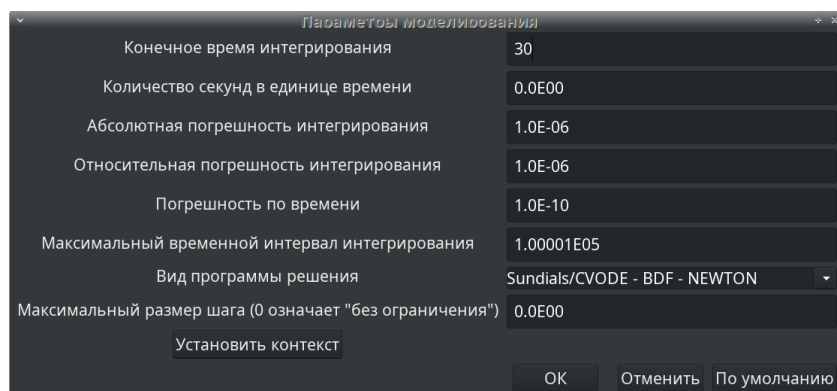 Параметры моделирования
Конечное время интегрирования 30
Количество секунд в единице времени 0.0E00
Абсолютная погрешность интегрирования 1.0E-06
Относительная погрешность интегрирования 1.0E-06
Погрешность по времени 1.0E-10
Максимальный временной интервал интегрирования 1.00001E05
Вид программы решения Sundials/CVODE - BDF - NEWTON
Максимальный размер шага (0 означает "без ограничения") 0.0E00
Установить контекст
ОК Отменить По умолчанию